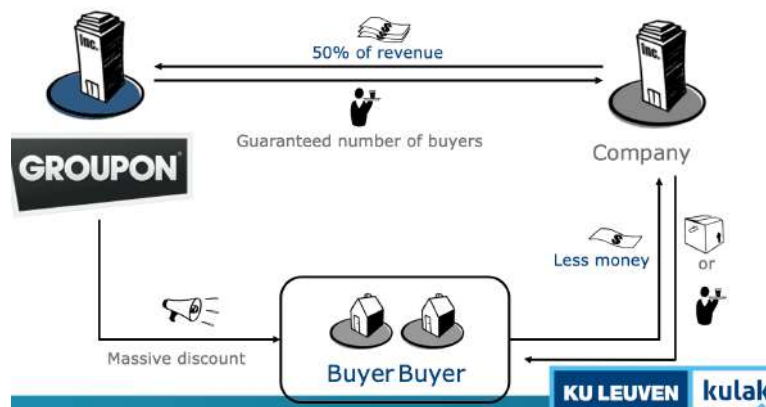 Inc.
50% of revenue
Inc.
Guaranteed number of buyers
GROUPON
Company
Less money
or
Massive discount
Buyer Buyer
KU LEUVEN kulak